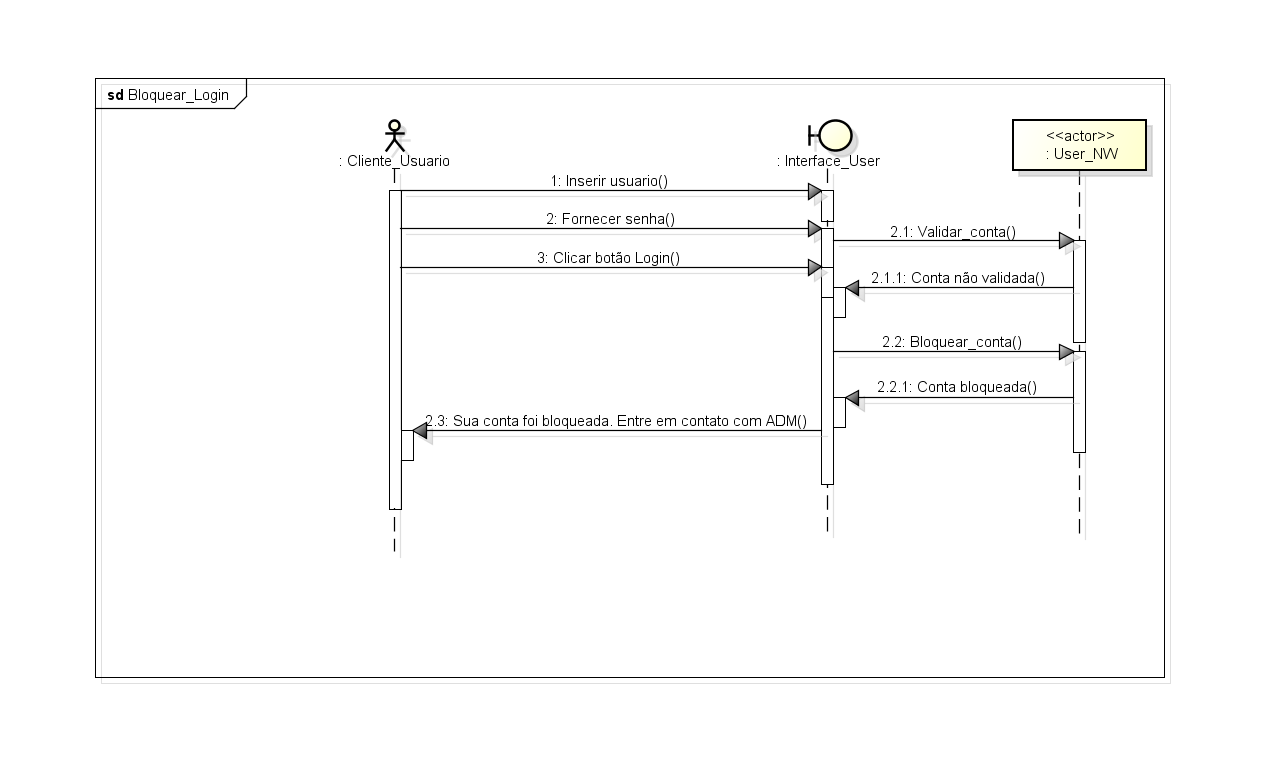 sd Bloquear_Login
: Cliente_Usuario
: Interface_User
<<actor>>
: User_NW
1: Inserir usuario()
2: Fornecer senha()
2.1: Validar_conta()
3: Clicar botão Login()
2.1.1: Conta não validada()
2.2: Bloquear_conta()
2.2.1: Conta bloqueada()
2.3: Sua conta foi bloqueada. Entre em contato com ADM()